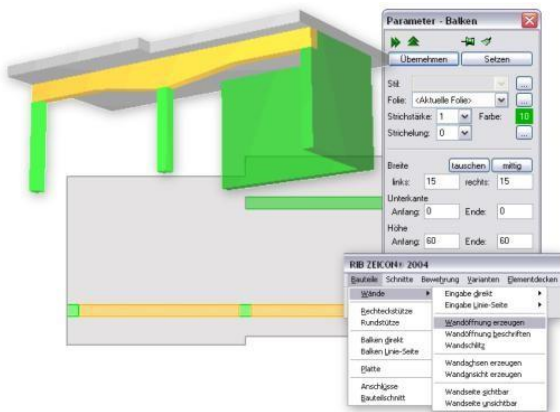 Parameter - Balken
Übernehmen Setzen
Stil: ...
Folie: <Aktuelle Folie> ...
Strichstärke: 1 Farbe: 10
Strichelung: 0 ...
Breite tauschen mittig
links: 15 rechts: 15
Unterkante
Anfang: 0 Ende: 0
Höhe
Anfang: 60 Ende: 60
RIB ZEICON® 2004
Bauteile Schnitte Bewehrung Varianten Elementdecken
Wände
Rechteckstütze
Rundstütze
Balken direkt
Balken Linie-Seite
Platte
Anschlüsse
Bauteilschnitt
Eingabe direkt
Eingabe Linie-Seite
Wandöffnung erzeugen
Wandöffnung beschriften
Wandschlitz
Wandachsen erzeugen
Wandansicht erzeugen
Wandseite sichtbar
Wandseite unsichtbar